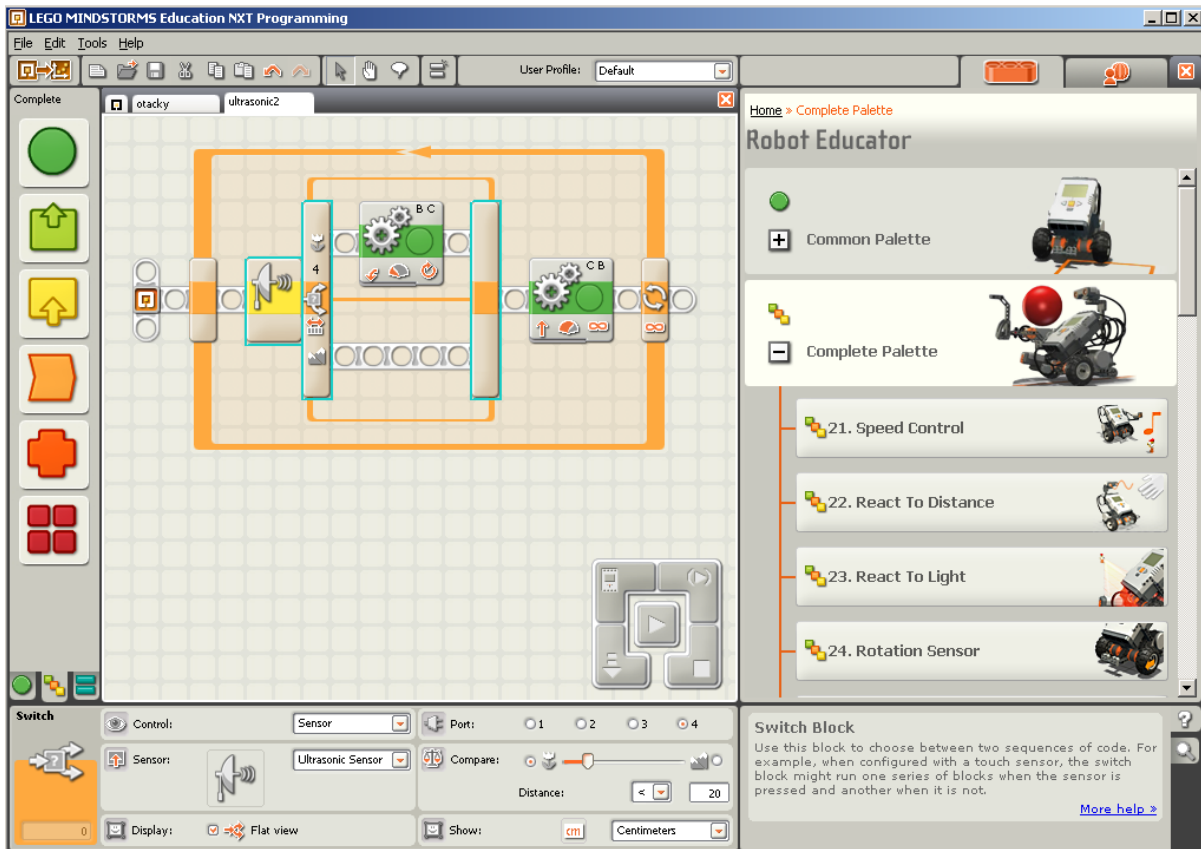 LEGO MINDSTORMS Education NXT Programming
File Edit Tools Help
User Profile: Default
Complete
otacky
ultrasonic2
B C
4
C B
Home » Complete Palette
Robot Educator
Common Palette
Complete Palette
21. Speed Control
22. React To Distance
23. React To Light
24. Rotation Sensor
Switch
0
Control: Sensor
Sensor: Ultrasonic Sensor
Display: Flat view
Port: 1 2 3 4
Compare:
Distance: < 20
Show: cm Centimeters
Switch Block
Use this block to choose between two sequences of code. For
example, when configured with a touch sensor, the switch
block might run one series of blocks when the sensor is
pressed and another when it is not.
More help »